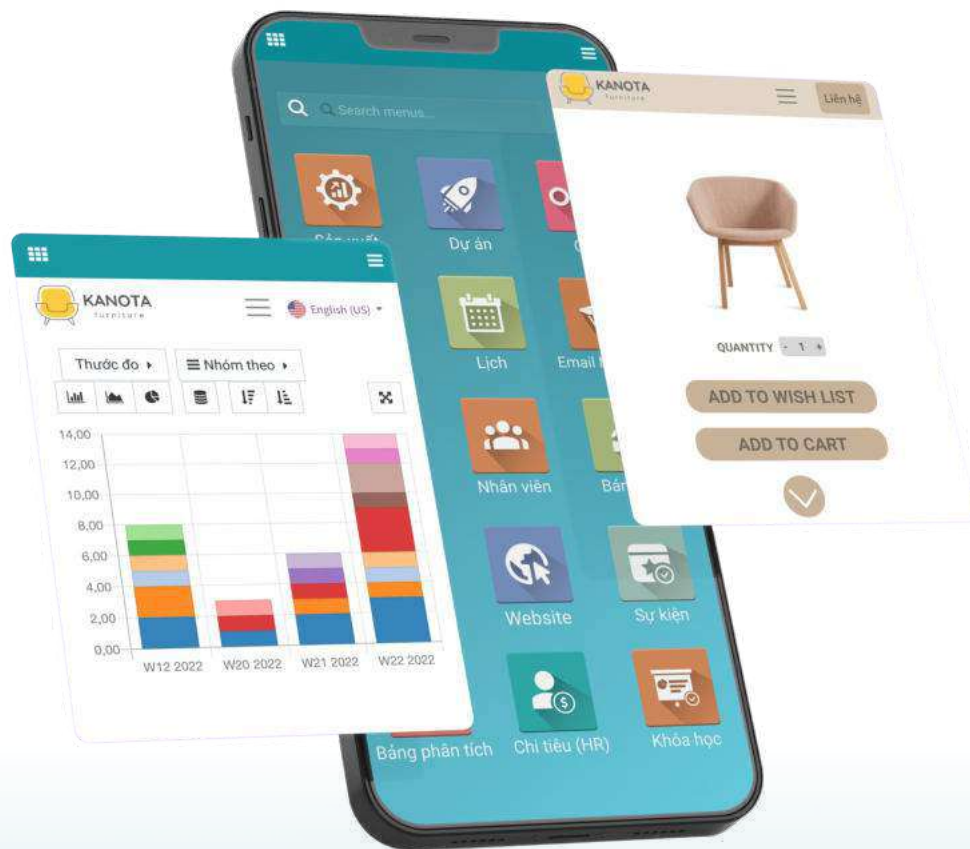 Search menus...
Dự án
Lịch
Nhân viên
Website
Sự kiện
Bảng phân tích
Chi tiêu (HR)
Khóa học
KANOTA
furniture
Liên hệ
QUANTITY - 1 +
ADD TO WISH LIST
ADD TO CART
KANOTA
furniture
English (US)
Thước đo
Nhóm theo
14,00
12,00
10,00
8,00
6,00
4,00
2,00
0,00
W12 2022 W20 2022 W21 2022 W22 2022
Email